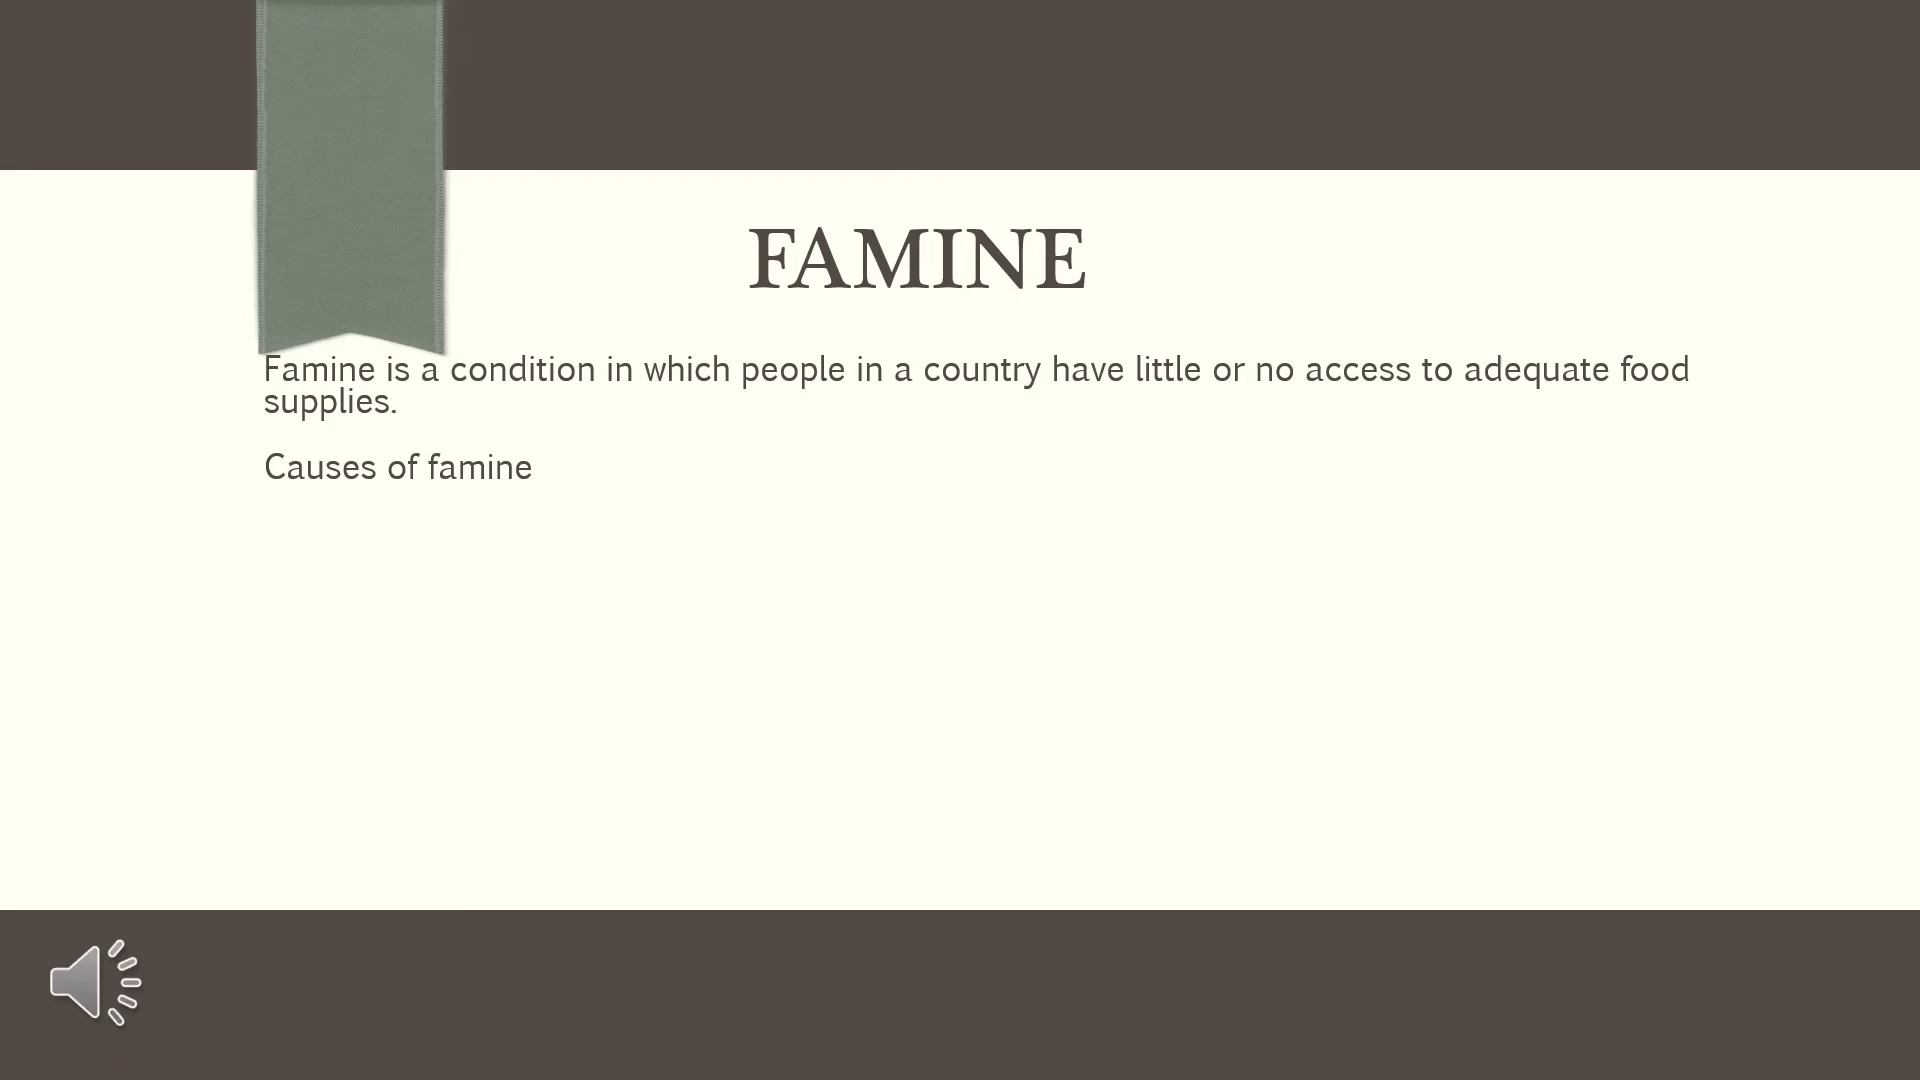 FAMINE
Famine is a condition in which people in a country have little or no access to adequate food
supplies.
Causes of famine